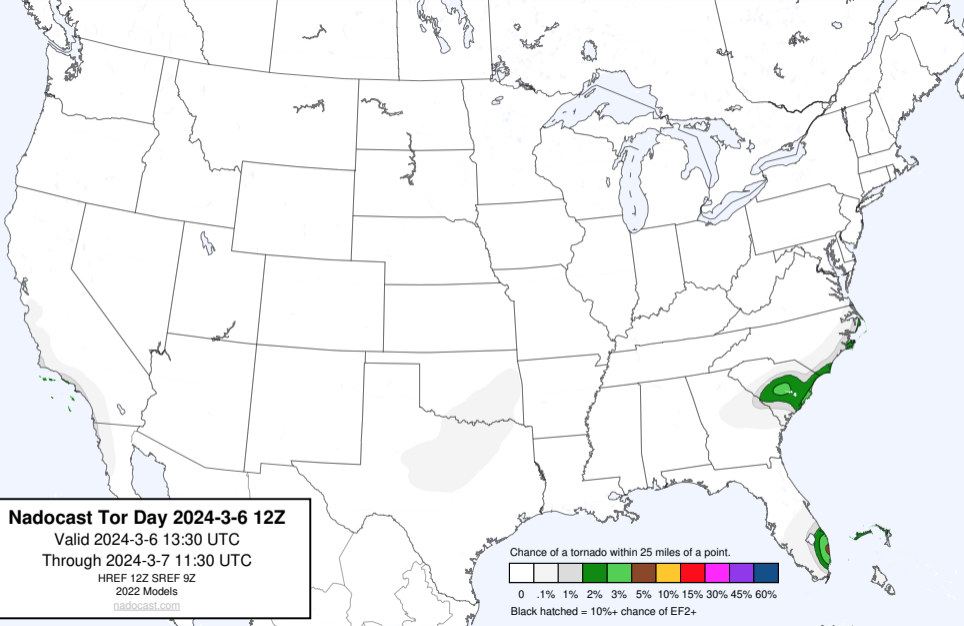 Nadocast Tor Day 2024-3-6 12Z
Valid 2024-3-6 13:30 UTC
Through 2024-3-7 11:30 UTC
HREF 12Z SREF 9Z
2022 Models
nadocast.com
Chance of a tornado within 25 miles of a point.
0 .1% 1% 2% 3% 5% 10% 15% 30% 45% 60%
Black hatched = 10%+ chance of EF2+